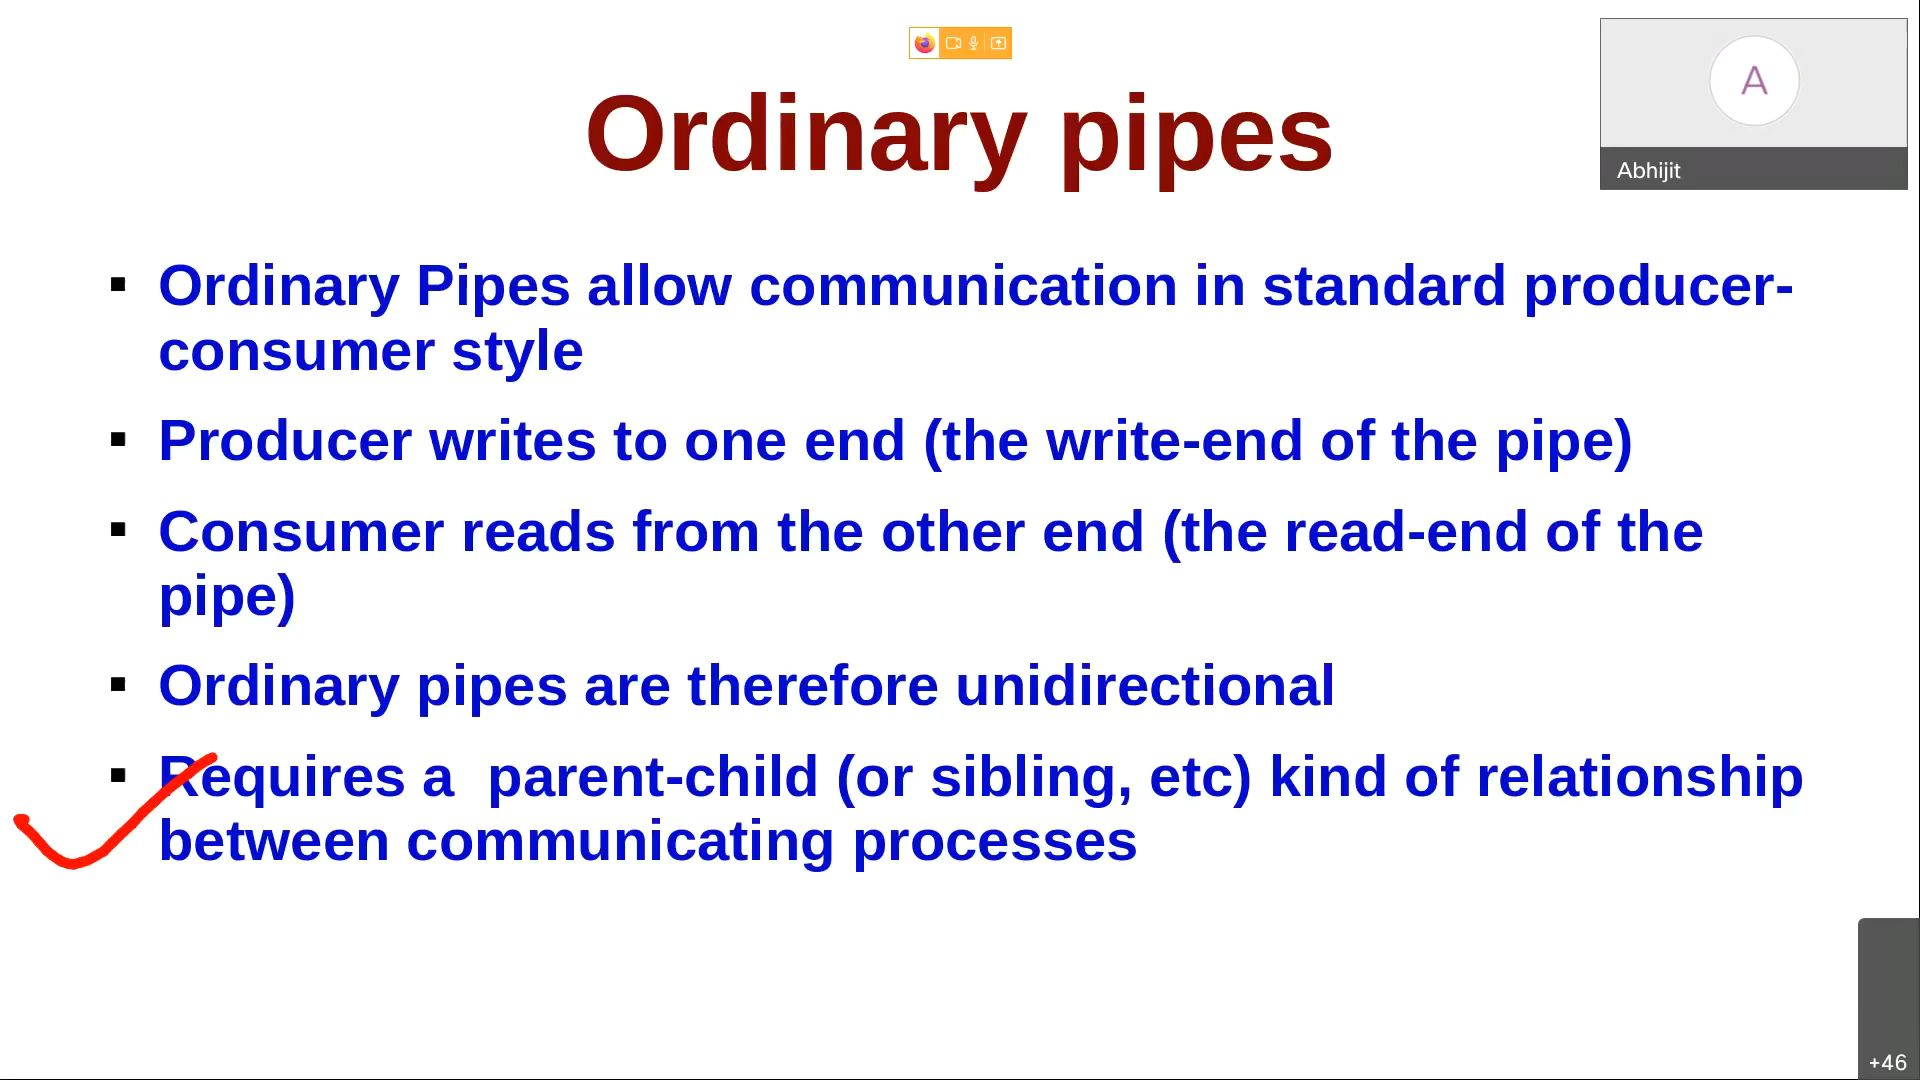 Ordinary pipes
A
Abhijit
▪ Ordinary Pipes allow communication in standard producer-
consumer style
▪ Producer writes to one end (the write-end of the pipe)
▪ Consumer reads from the other end (the read-end of the
pipe)
▪ Ordinary pipes are therefore unidirectional
▪ Requires a  parent-child (or sibling, etc) kind of relationship
between communicating processes
+46